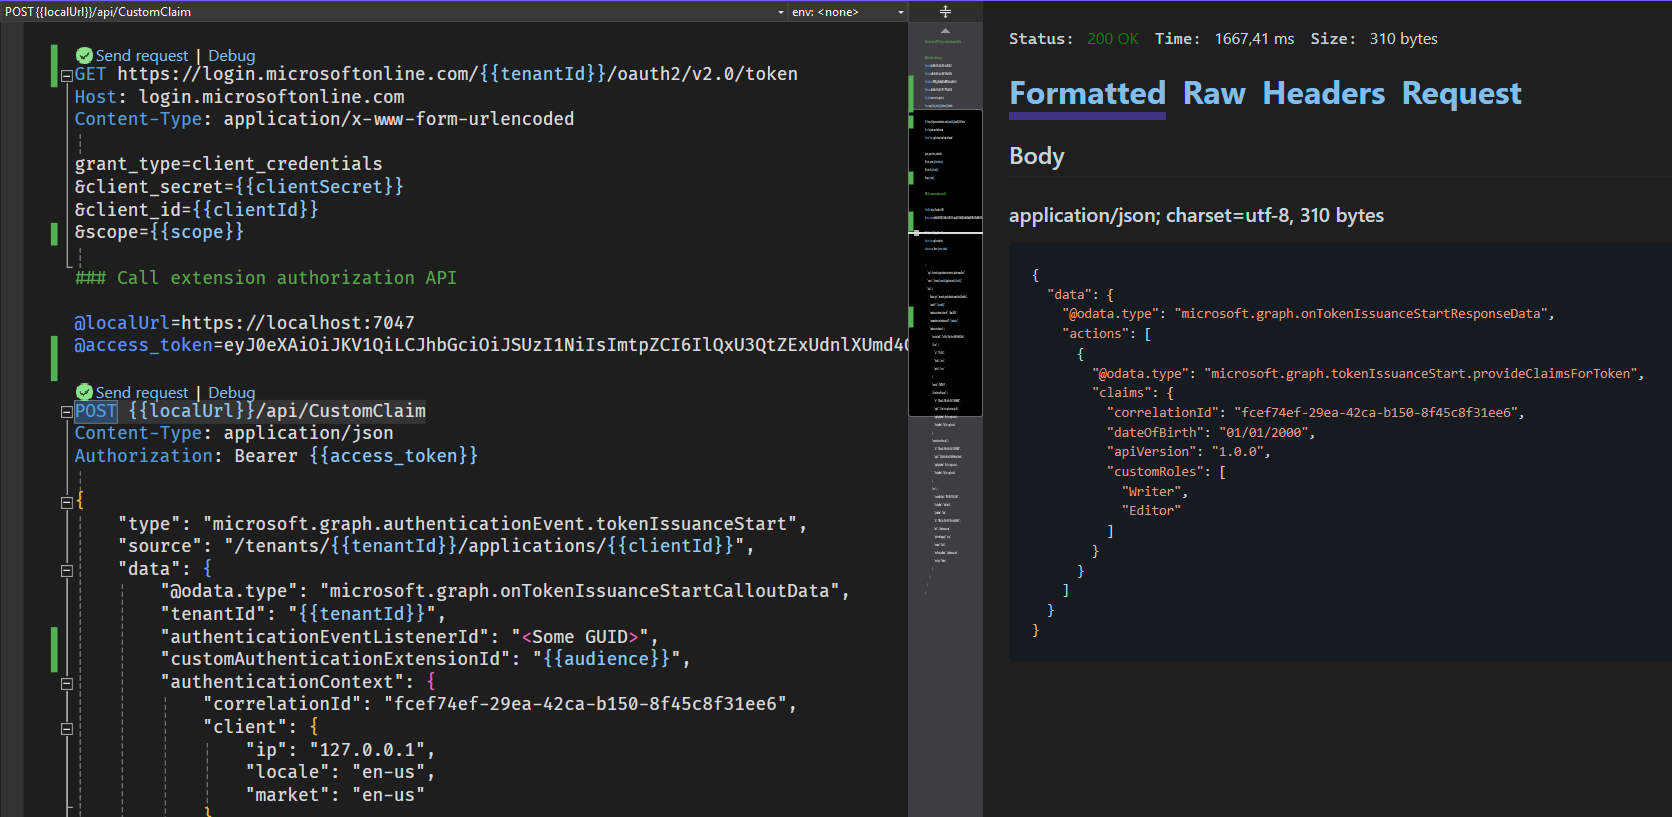 POST {{localUrl}}/api/CustomClaim
env: <none>
Send request | Debug
GET https://login.microsoftonline.com/{{tenantId}}/oauth2/v2.0/token
Host: login.microsoftonline.com
Content-Type: application/x-www-form-urlencoded
grant_type=client_credentials
&client_secret={{clientSecret}}
&client_id={{clientId}}
&scope={{scope}}
### Call extension authorization API
@localUrl=https://localhost:7047
@access_token=eyJ0eXAiOiJKV1QiLCJhbGciOiJSUzI1NiIsImtpZCI6IlQxU3QtZExUdnlXUmd4
Send request | Debug
POST {{localUrl}}/api/CustomClaim
Content-Type: application/json
Authorization: Bearer {{access_token}}
{
"type": "microsoft.graph.authenticationEvent.tokenIssuanceStart",
"source": "/tenants/{{tenantId}}/applications/{{clientId}}",
"data": {
"@odata.type": "microsoft.graph.onTokenIssuanceStartCalloutData",
"tenantId": "{{tenantId}}",
"authenticationEventListenerId": "<Some GUID>",
"customAuthenticationExtensionId": "{{audience}}",
"authenticationContext": {
"correlationId": "fcef74ef-29ea-42ca-b150-8f45c8f31ee6",
"client": {
"ip": "127.0.0.1",
"locale": "en-us",
"market": "en-us"
Status: 200 OK Time: 1667,41 ms Size: 310 bytes
Formatted Raw Headers Request
Body
application/json; charset=utf-8, 310 bytes
{
"data": {
"@odata.type": "microsoft.graph.onTokenIssuanceStartResponseData",
"actions": [
{
"@odata.type": "microsoft.graph.tokenIssuanceStart.provideClaimsForToken",
"claims": {
"correlationId": "fcef74ef-29ea-42ca-b150-8f45c8f31ee6",
"dateOfBirth": "01/01/2000",
"apiVersion": "1.0.0",
"customRoles": [
"Writer",
"Editor"
]
}
}
]
}
}